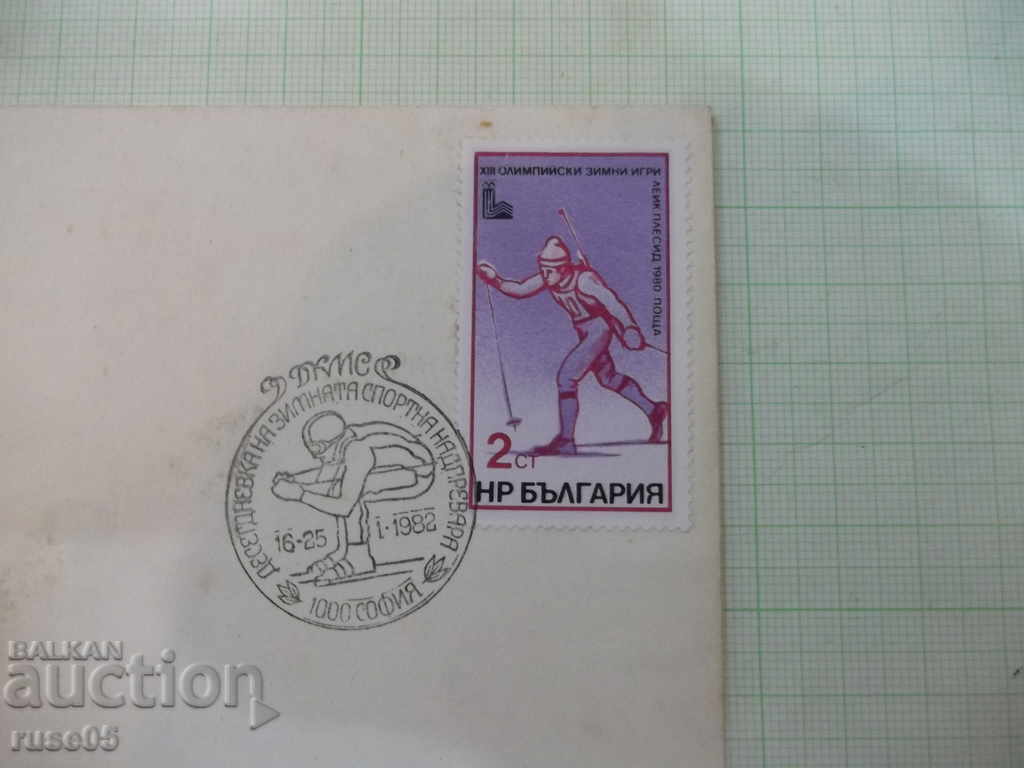 XIII ОЛИМПИЙСКИ ЗИМНИ ИГРИ
ЛЕИК ПЛЕСИД 1980 ПОЩА
2 СТ
НР БЪЛГАРИЯ
ДКМС
ДЕСЕТДНЕВКА НА ЗИМНАТА СПОРТНА НАДПРЕВАРА
16-25 I·1982
1000 СОФИЯ
BALKAN
auction
ruse05